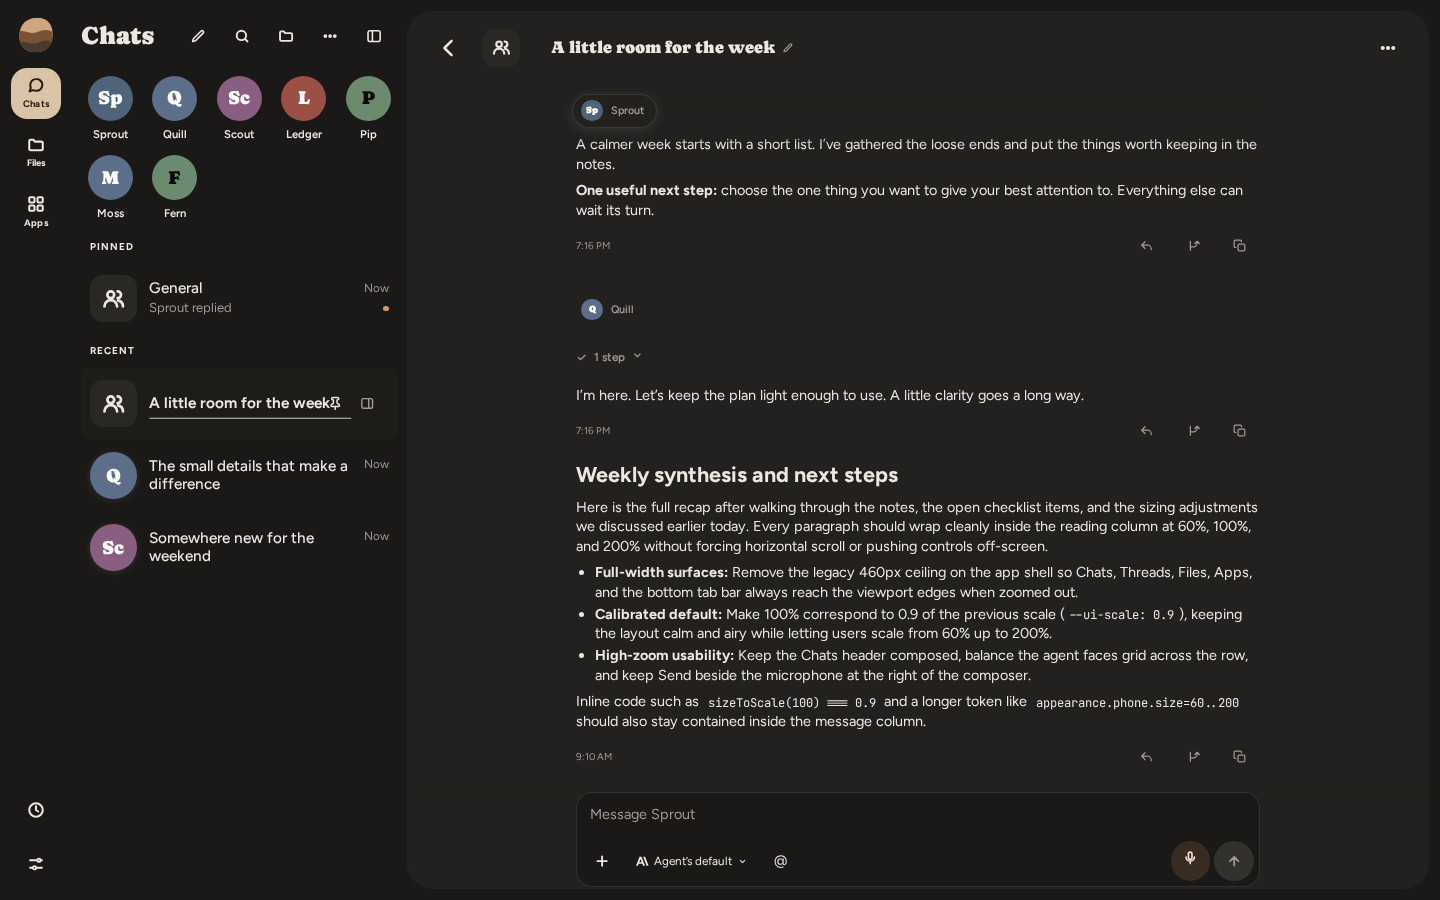 Chats
Chats
Files
Apps
Sp
Sprout
Q
Quill
Sc
Scout
L
Ledger
P
Pip
M
Moss
F
Fern
PINNED
General
Now
Sprout replied
RECENT
A little room for the week
Q
The small details that make a
difference
Now
Sc
Somewhere new for the
weekend
Now
A little room for the week
Sp Sprout
A calmer week starts with a short list. I’ve gathered the loose ends and put the things worth keeping in the
notes.
One useful next step: choose the one thing you want to give your best attention to. Everything else can
wait its turn.
7:16 PM
Q Quill
1 step
I’m here. Let’s keep the plan light enough to use. A little clarity goes a long way.
7:16 PM
Weekly synthesis and next steps
Here is the full recap after walking through the notes, the open checklist items, and the sizing adjustments
we discussed earlier today. Every paragraph should wrap cleanly inside the reading column at 60%, 100%,
and 200% without forcing horizontal scroll or pushing controls off-screen.
• Full-width surfaces: Remove the legacy 460px ceiling on the app shell so Chats, Threads, Files, Apps,
and the bottom tab bar always reach the viewport edges when zoomed out.
• Calibrated default: Make 100% correspond to 0.9 of the previous scale ( --ui-scale: 0.9 ), keeping
the layout calm and airy while letting users scale from 60% up to 200%.
• High-zoom usability: Keep the Chats header composed, balance the agent faces grid across the row,
and keep Send beside the microphone at the right of the composer.
Inline code such as sizeToScale(100) === 0.9 and a longer token like appearance.phone.size=60..200
should also stay contained inside the message column.
9:10 AM
Message Sprout
Agent’s default
@